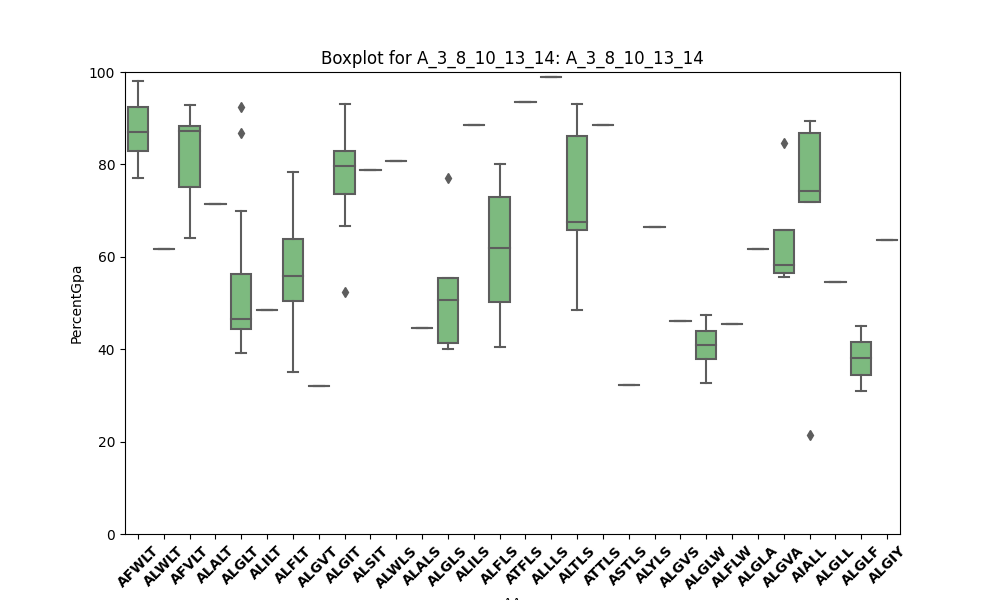 Boxplot for A_3_8_10_13_14: A_3_8_10_13_14
PercentGpa
100
80
60
40
20
0
AFWLT
ALWLT
AFVLT
ALALT
ALGLT
ALILT
ALFLT
ALGVT
ALGIT
ALSIT
ALWLS
ALALS
ALGLS
ALILS
ALFLS
ATFLS
ALLLS
ALTLS
ATTLS
ASTLS
ALYLS
ALGVS
ALGLW
ALFLW
ALGLA
ALGVA
AIALL
ALGLL
ALGLF
ALGIY